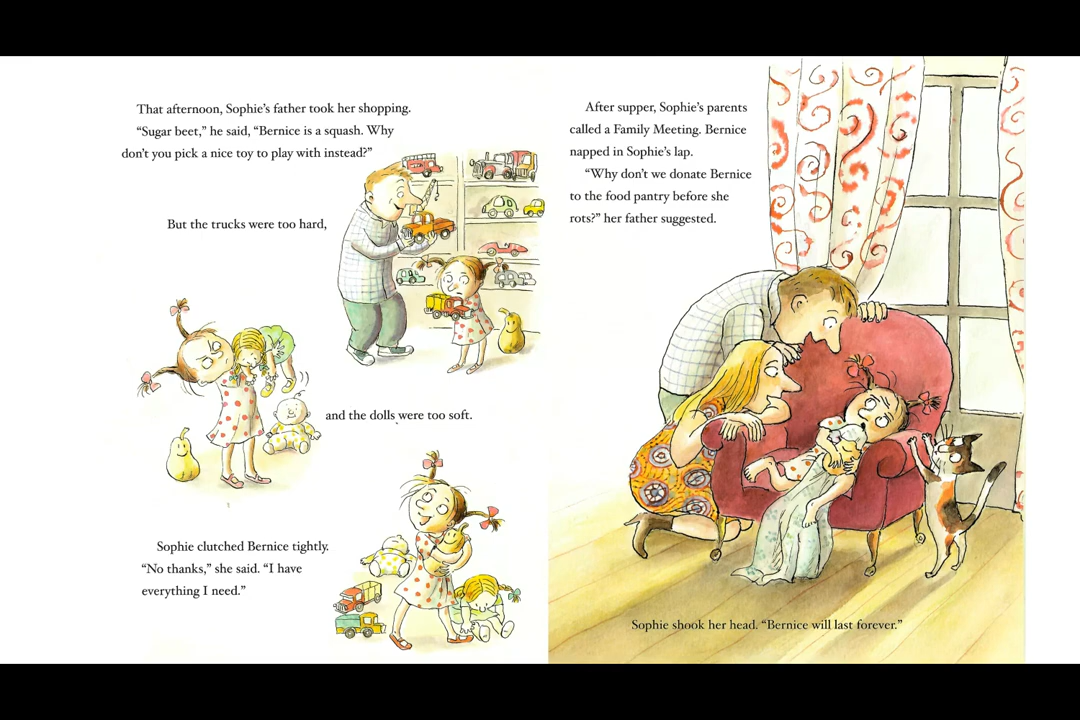 That afternoon, Sophie's father took her shopping.
"Sugar beet," he said, "Bernice is a squash. Why
don't you pick a nice toy to play with instead?"
But the trucks were too hard,
and the dolls were too soft.
Sophie clutched Bernice tightly.
"No thanks," she said. "I have
everything I need."
After supper, Sophie's parents
called a Family Meeting. Bernice
napped in Sophie's lap.
"Why don't we donate Bernice
to the food pantry before she
rots?" her father suggested.
Sophie shook her head. "Bernice will last forever."